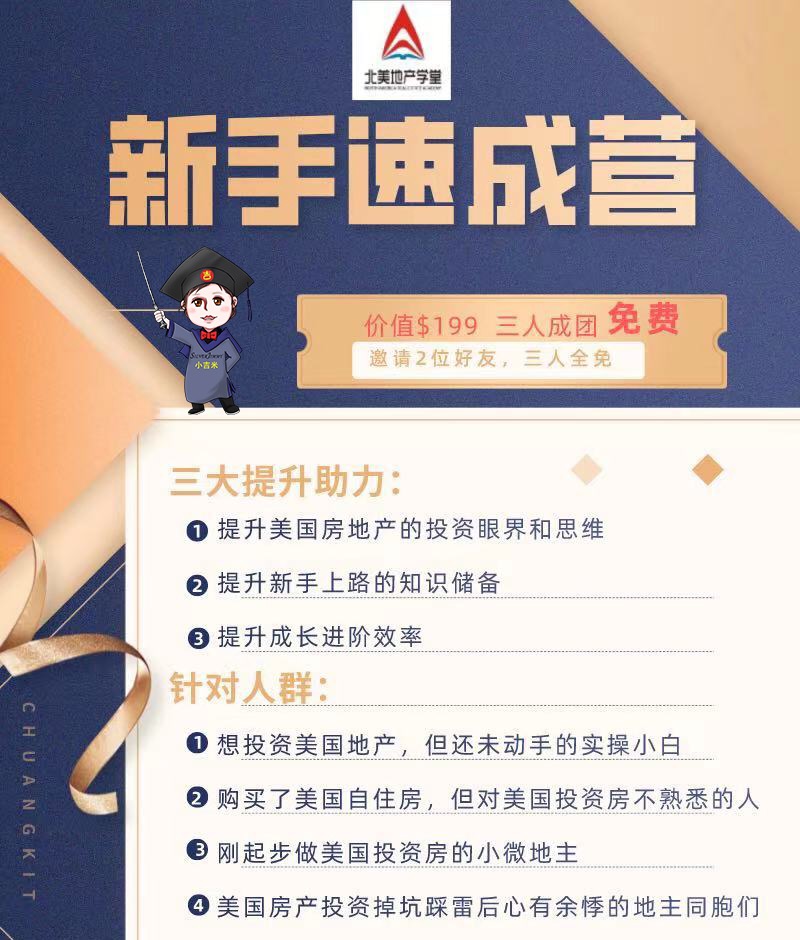 北美地产学堂
NORTH AMERICA REAL ESTATE ACADEMY
新手速成营
吉
小吉米
价值$199 三人成团 免费
邀请2位好友，三人全免
三大提升助力：
1 提升美国房地产的投资眼界和思维
2 提升新手上路的知识储备
3 提升成长进阶效率
针对人群：
1 想投资美国地产，但还未动手的实操小白
2 购买了美国自住房，但对美国投资房不熟悉的人
3 刚起步做美国投资房的小微地主
4 美国房产投资掉坑踩雷后心有余悸的地主同胞们
CHUANGKIT